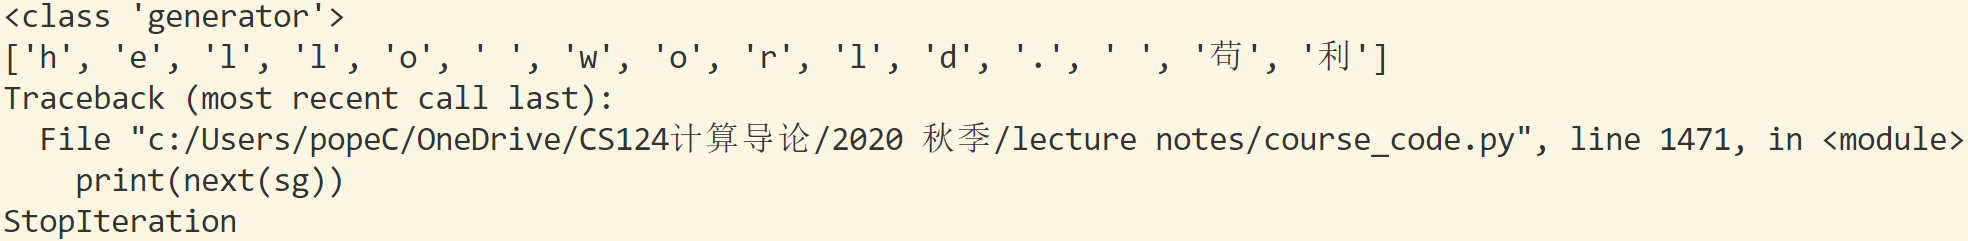 <class 'generator'>
['h', 'e', 'l', 'l', 'o', ' ', 'w', 'o', 'r', 'l', 'd', '.', ' ', '苟', '利']
Traceback (most recent call last):
  File "c:/Users/popeC/OneDrive/CS124计算导论/2020 秋季/lecture notes/course_code.py", line 1471, in <module>
    print(next(sg))
StopIteration